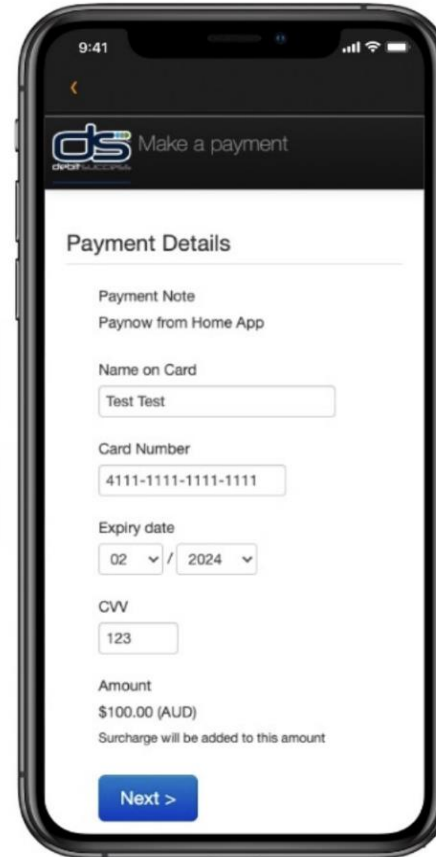 9:41
ds Make a payment
debitsuccess
Payment Details
Payment Note
Paynow from Home App
Name on Card
Test Test
Card Number
4111-1111-1111-1111
Expiry date
02 / 2024
CVV
123
Amount
$100.00 (AUD)
Surcharge will be added to this amount
Next >